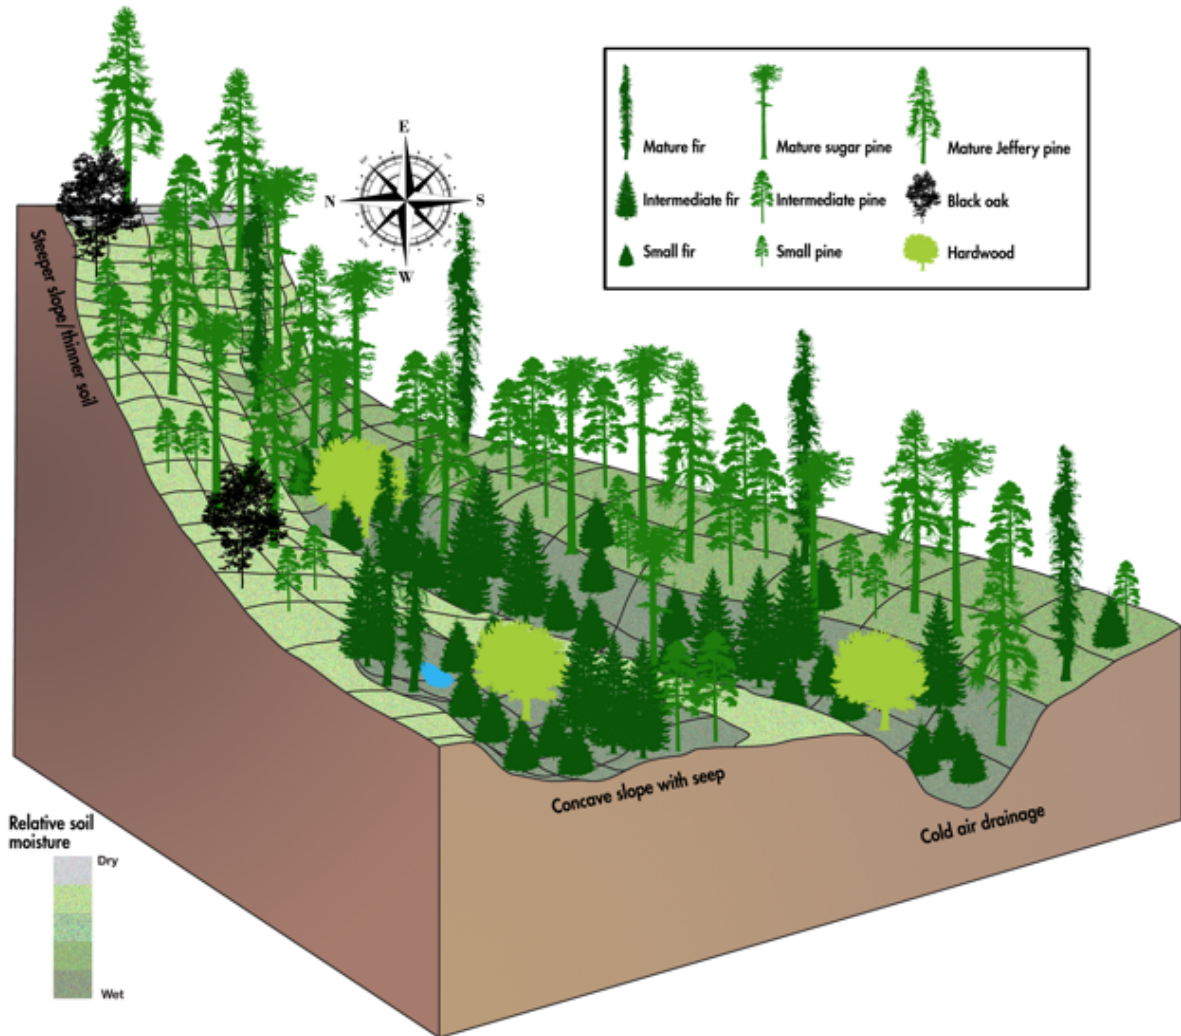 E
N
S
W
Mature fir
Mature sugar pine
Mature Jeffery pine
Intermediate fir
Intermediate pine
Black oak
Small fir
Small pine
Hardwood
Steeper slope/thinner soil
Concave slope with seep
Cold air drainage
Relative soil
moisture
Dry
Wet